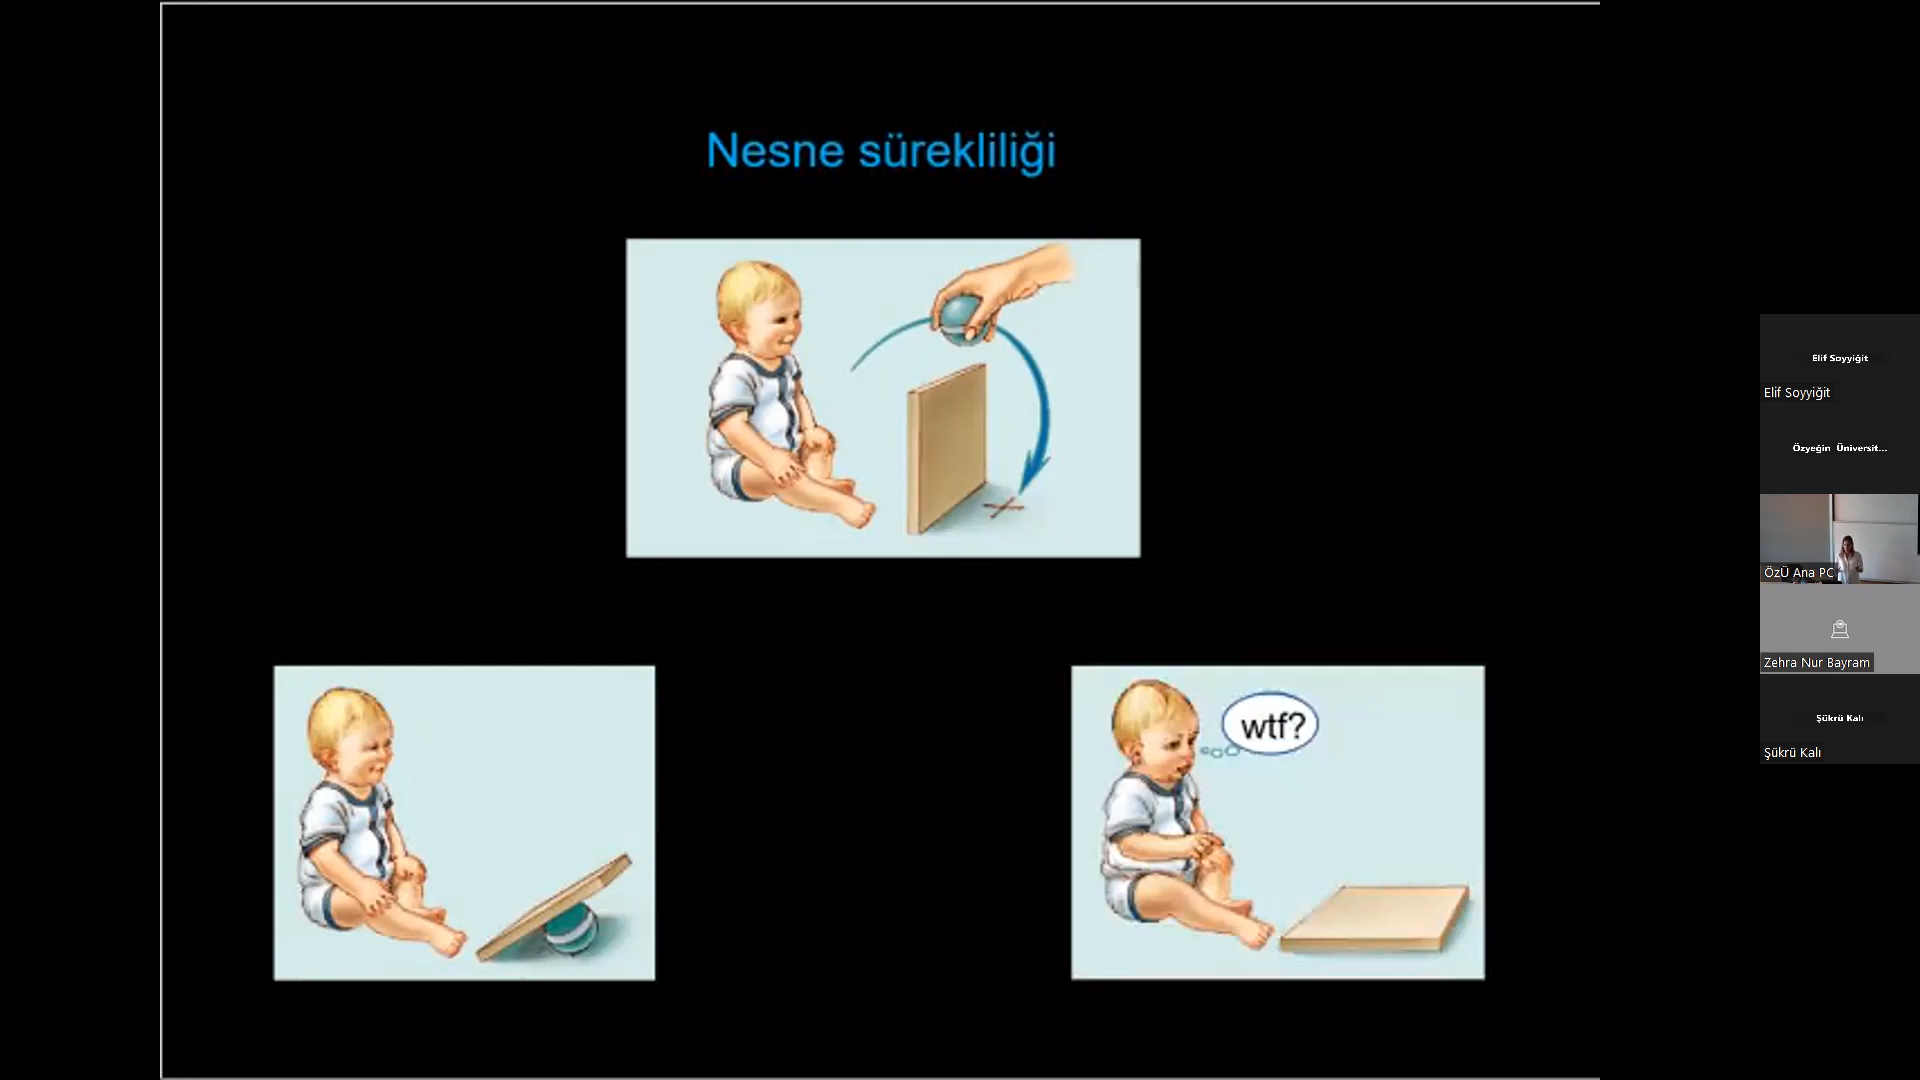 Nesne sürekliliği
wtf?
Elif Soyyiğit
Elif Soyyiğit
Özyeğin Üniversit...
ÖzÜ Ana PC
Zehra Nur Bayram
Şükrü Kalı
Şükrü Kalı